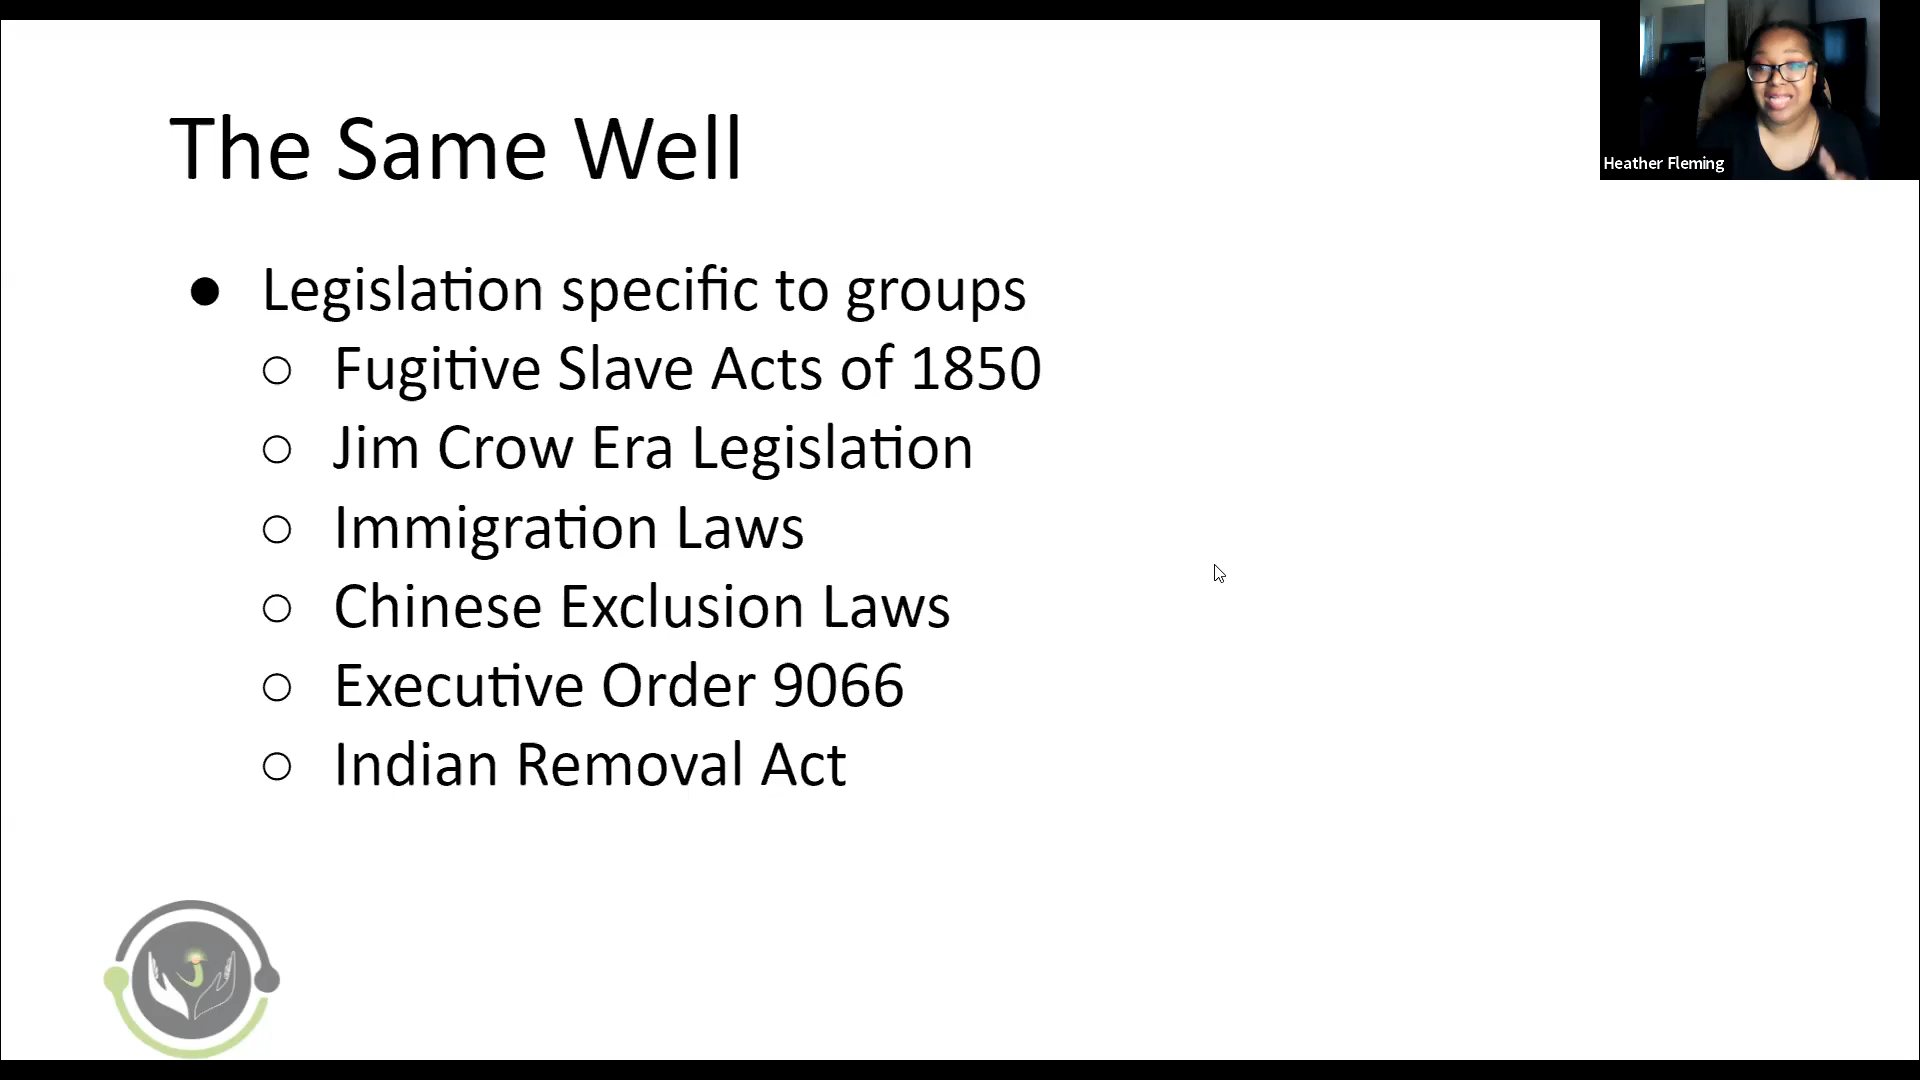 The Same Well
Heather Fleming
● Legislation specific to groups
○ Fugitive Slave Acts of 1850
○ Jim Crow Era Legislation
○ Immigration Laws
○ Chinese Exclusion Laws
○ Executive Order 9066
○ Indian Removal Act